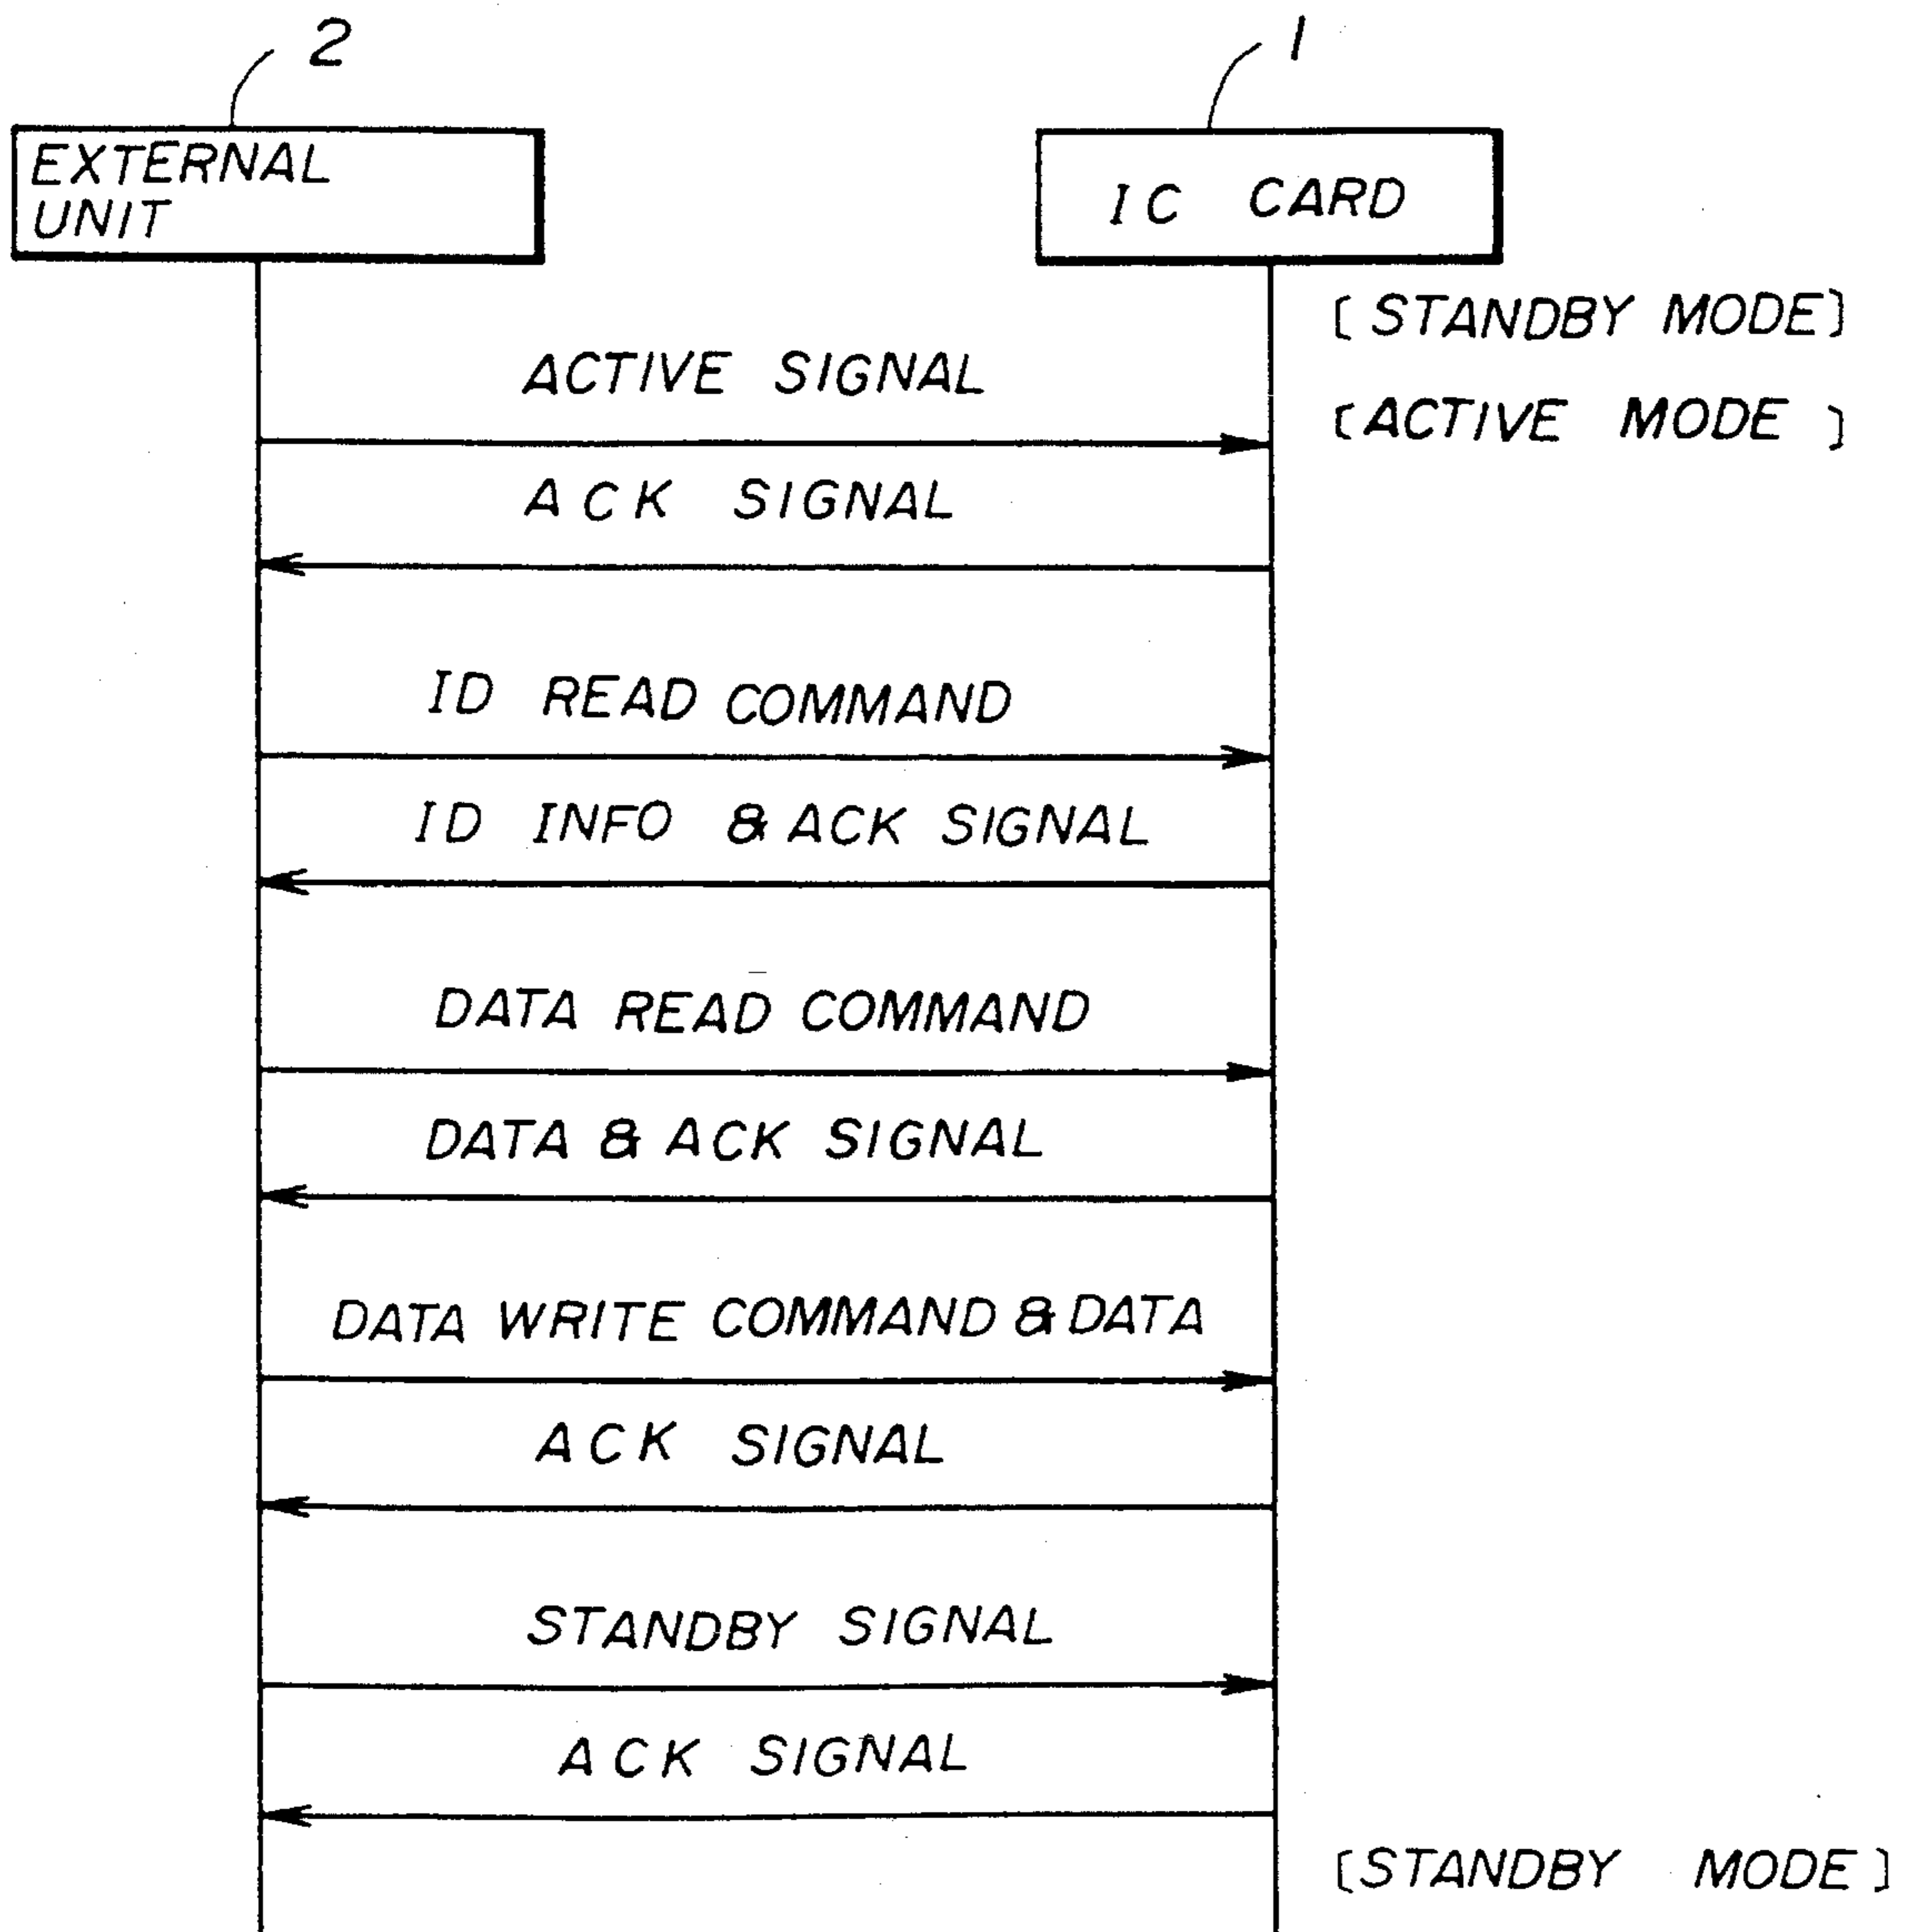 2
1
EXTERNAL
UNIT
IC CARD
[STANDBY MODE]
ACTIVE SIGNAL
[ACTIVE MODE]
ACK SIGNAL
ID READ COMMAND
ID INFO & ACK SIGNAL
DATA READ COMMAND
DATA & ACK SIGNAL
DATA WRITE COMMAND & DATA
ACK SIGNAL
STANDBY SIGNAL
ACK SIGNAL
[STANDBY MODE]